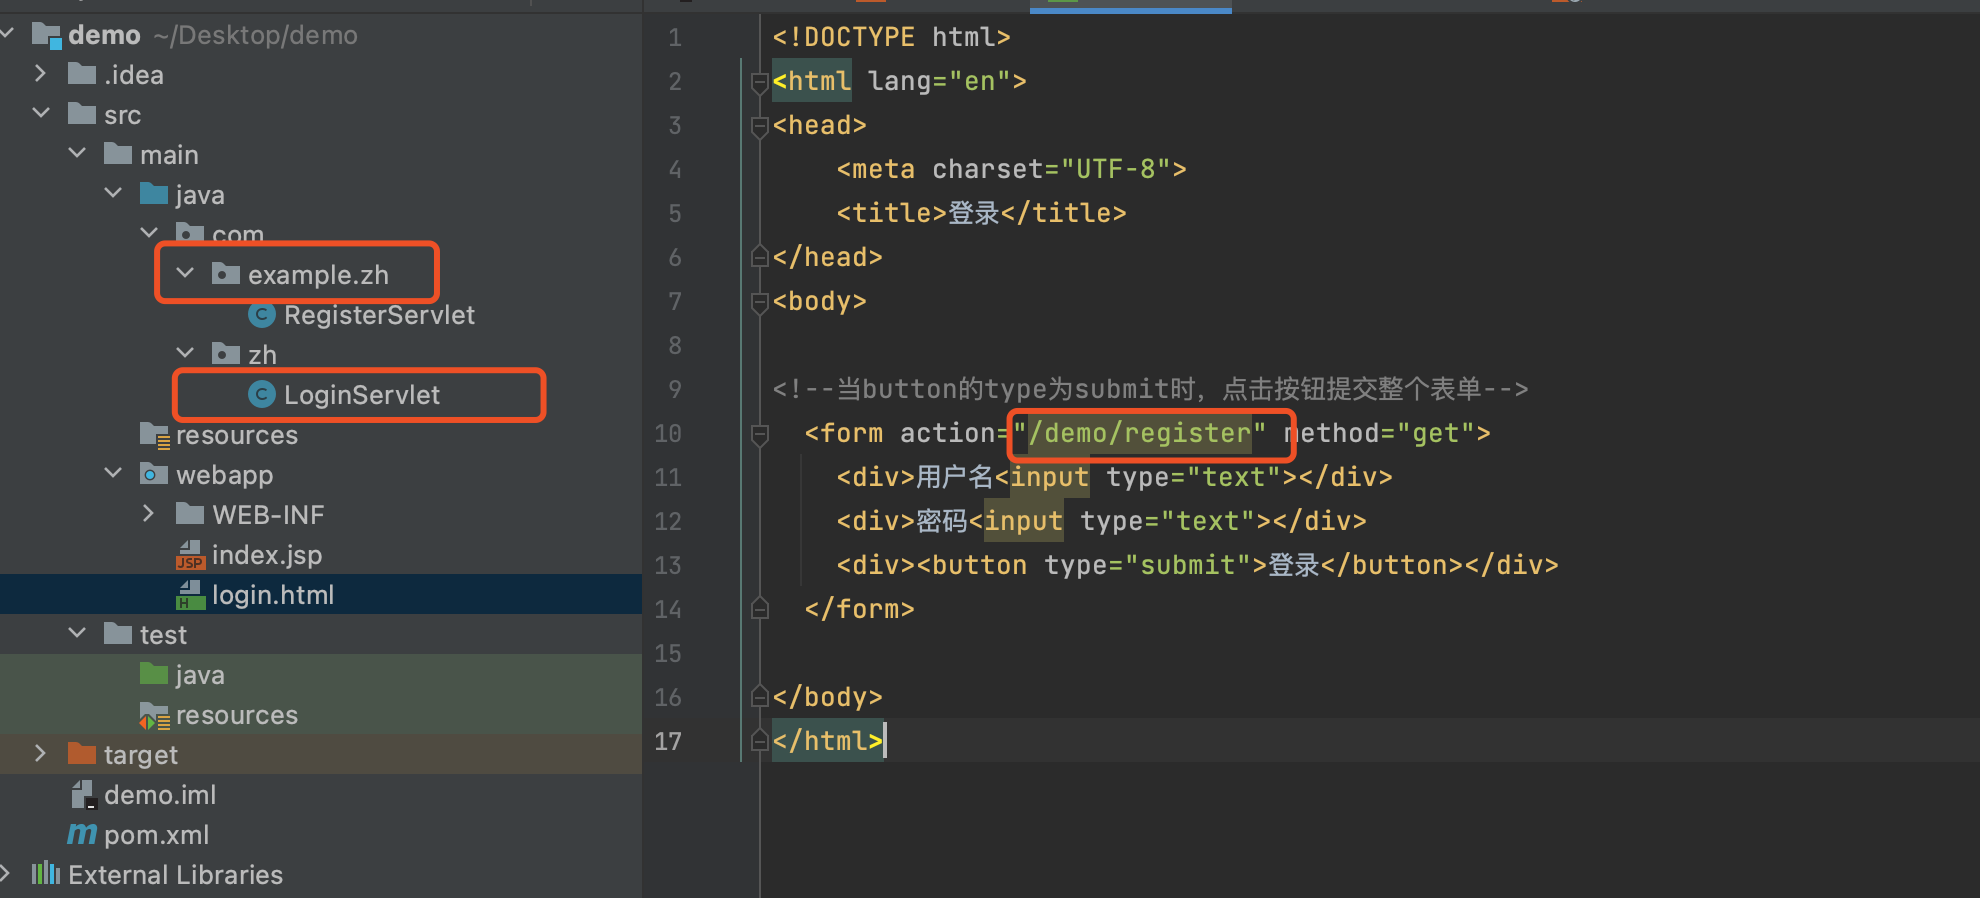 demo ~/Desktop/demo
.idea
src
main
java
com
example.zh
RegisterServlet
zh
LoginServlet
resources
webapp
WEB-INF
JSP index.jsp
H login.html
test
java
resources
target
demo.iml
m pom.xml
External Libraries
1 <!DOCTYPE html>
2 <html lang="en">
3 <head>
4 <meta charset="UTF-8">
5 <title>登录</title>
6 </head>
7 <body>
8
9 <!--当button的type为submit时，点击按钮提交整个表单-->
10 <form action="/demo/register" method="get">
11 <div>用户名<input type="text"></div>
12 <div>密码<input type="text"></div>
13 <div><button type="submit">登录</button></div>
14 </form>
15
16 </body>
17 </html>